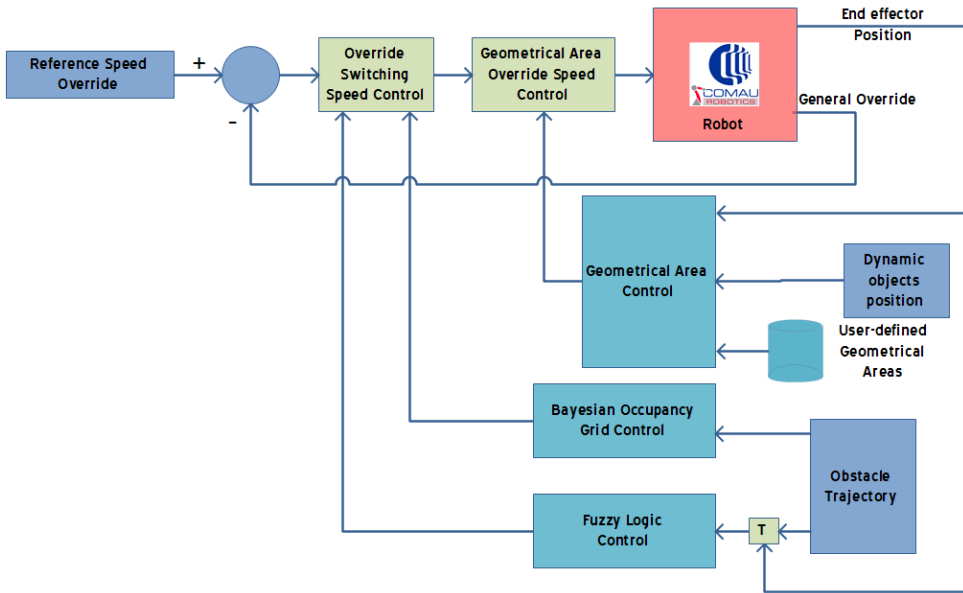 End effector
Position
Reference Speed
Override
+
-
Override
Switching
Speed Control
Geometrical Area
Override Speed
Control
COMAU
ROBOTICS
Robot
General Override
Geometrical Area
Control
Dynamic
objects
position
User-defined
Geometrical
Areas
Bayesian Occupancy
Grid Control
Obstacle
Trajectory
Fuzzy Logic
Control
T